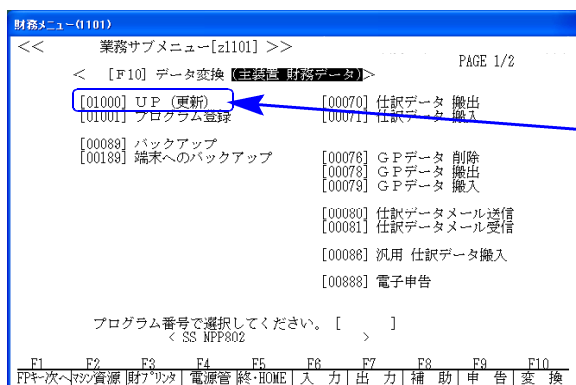 財務メニュー(1101)
<< 業務サブメニュー[z1101] >>
PAGE 1/2
< [F10] データ変換 (主装置 財務データ)>
[01000] UP (更新)
[01001] プログラム登録
[00089] バックアップ
[00189] 端末へのバックアップ
[00070] 仕訳データ 搬出
[00071] 仕訳データ 搬入
[00076] GPデータ 削除
[00078] GPデータ 搬出
[00079] GPデータ 搬入
[00080] 仕訳データメール送信
[00081] 仕訳データメール受信
[00086] 汎用 仕訳データ搬入
[00888] 電子申告
プログラム番号で選択してください。 [ ]
< SS NPP802 >
F1 F2 F3 F4 F5 F6 F7 F8 F9 F10
FPキー次へ マシン資源 財プリンタ 電源管 終・HOME 入 力 出 力 補 助 申 告 変 換